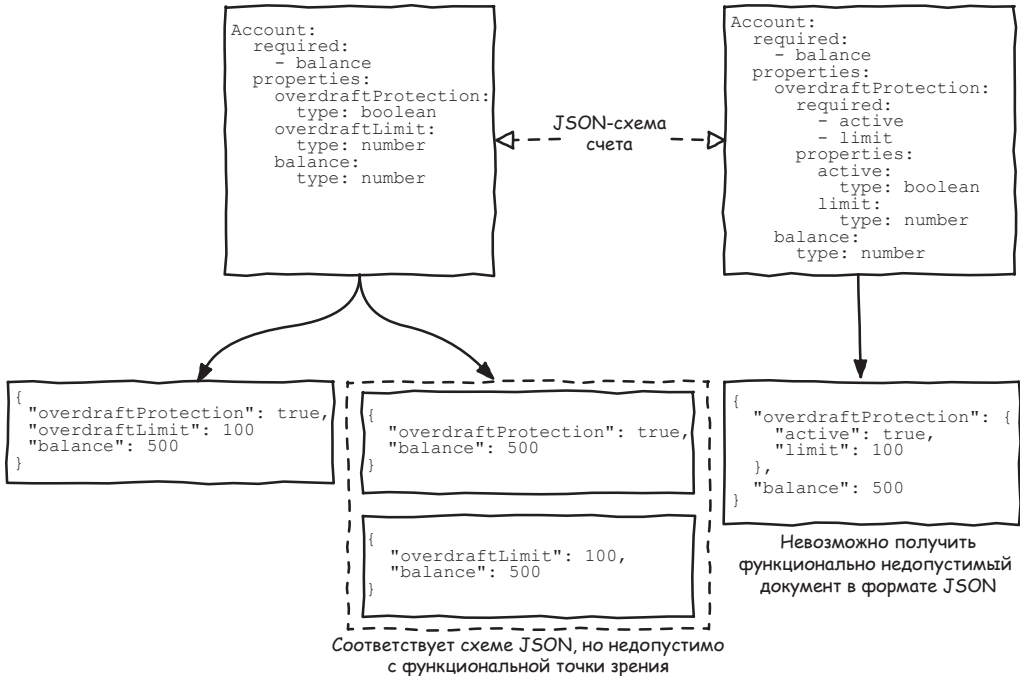 Account:
  required:
    - balance
  properties:
    overdraftProtection:
      type: boolean
    overdraftLimit:
      type: number
    balance:
      type: number
JSON-схема
счета
Account:
  required:
    - balance
  properties:
    overdraftProtection:
      required:
        - active
        - limit
      properties:
        active:
          type: boolean
        limit:
          type: number
    balance:
      type: number
{
  "overdraftProtection": true,
  "overdraftLimit": 100
  "balance": 500
}
{
  "overdraftProtection": true,
  "balance": 500
}
{
  "overdraftLimit": 100,
  "balance": 500
}
Соответствует схеме JSON, но недопустимо
с функциональной точки зрения
{
  "overdraftProtection": {
    "active": true,
    "limit": 100
  },
  "balance": 500
}
Невозможно получить
функционально недопустимый
документ в формате JSON